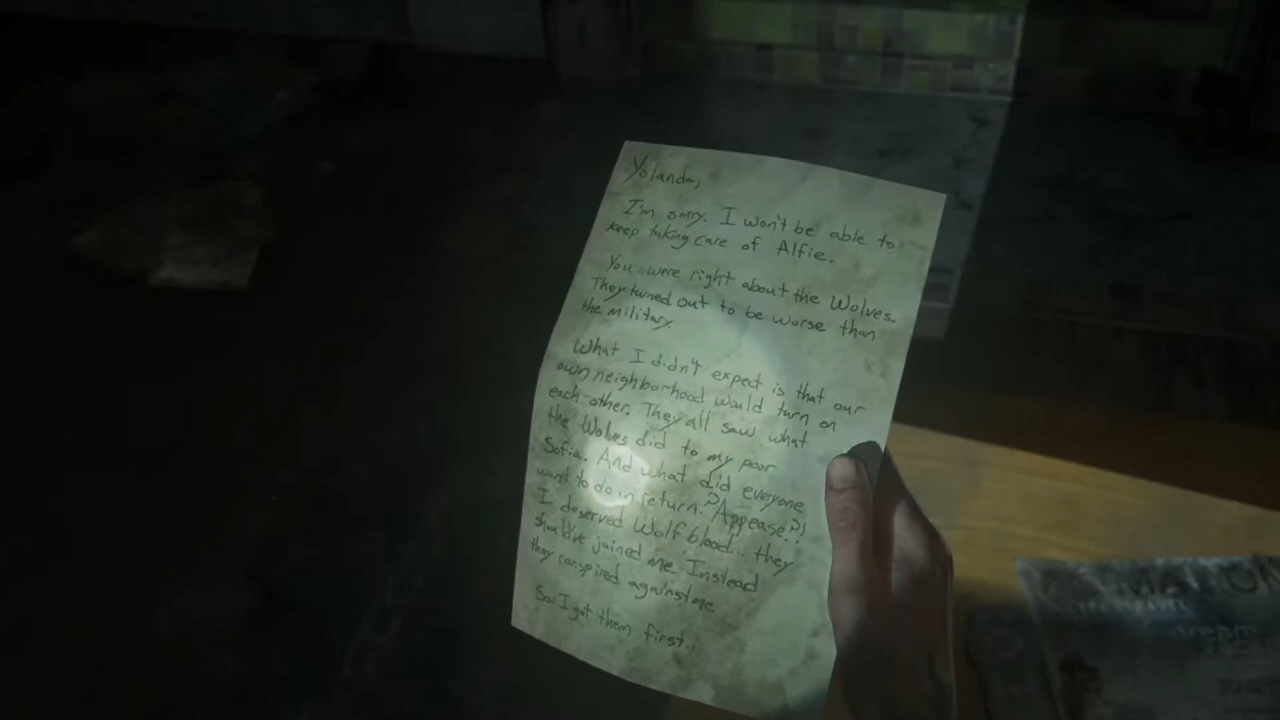 Yolanda,
I'm sorry. I won't be able to
keep taking care of Alfie.
You were right about the Wolves.
They turned out to be worse than
the military.
What I didn't expect is that our
own neighborhood would turn on
each other. They all saw what
the Wolves did to my poor
Sofia. And what did everyone
want to do in return? Appease?!
I deserved Wolf blood... they
should've joined me. Instead
they conspired against me
So I got them first..